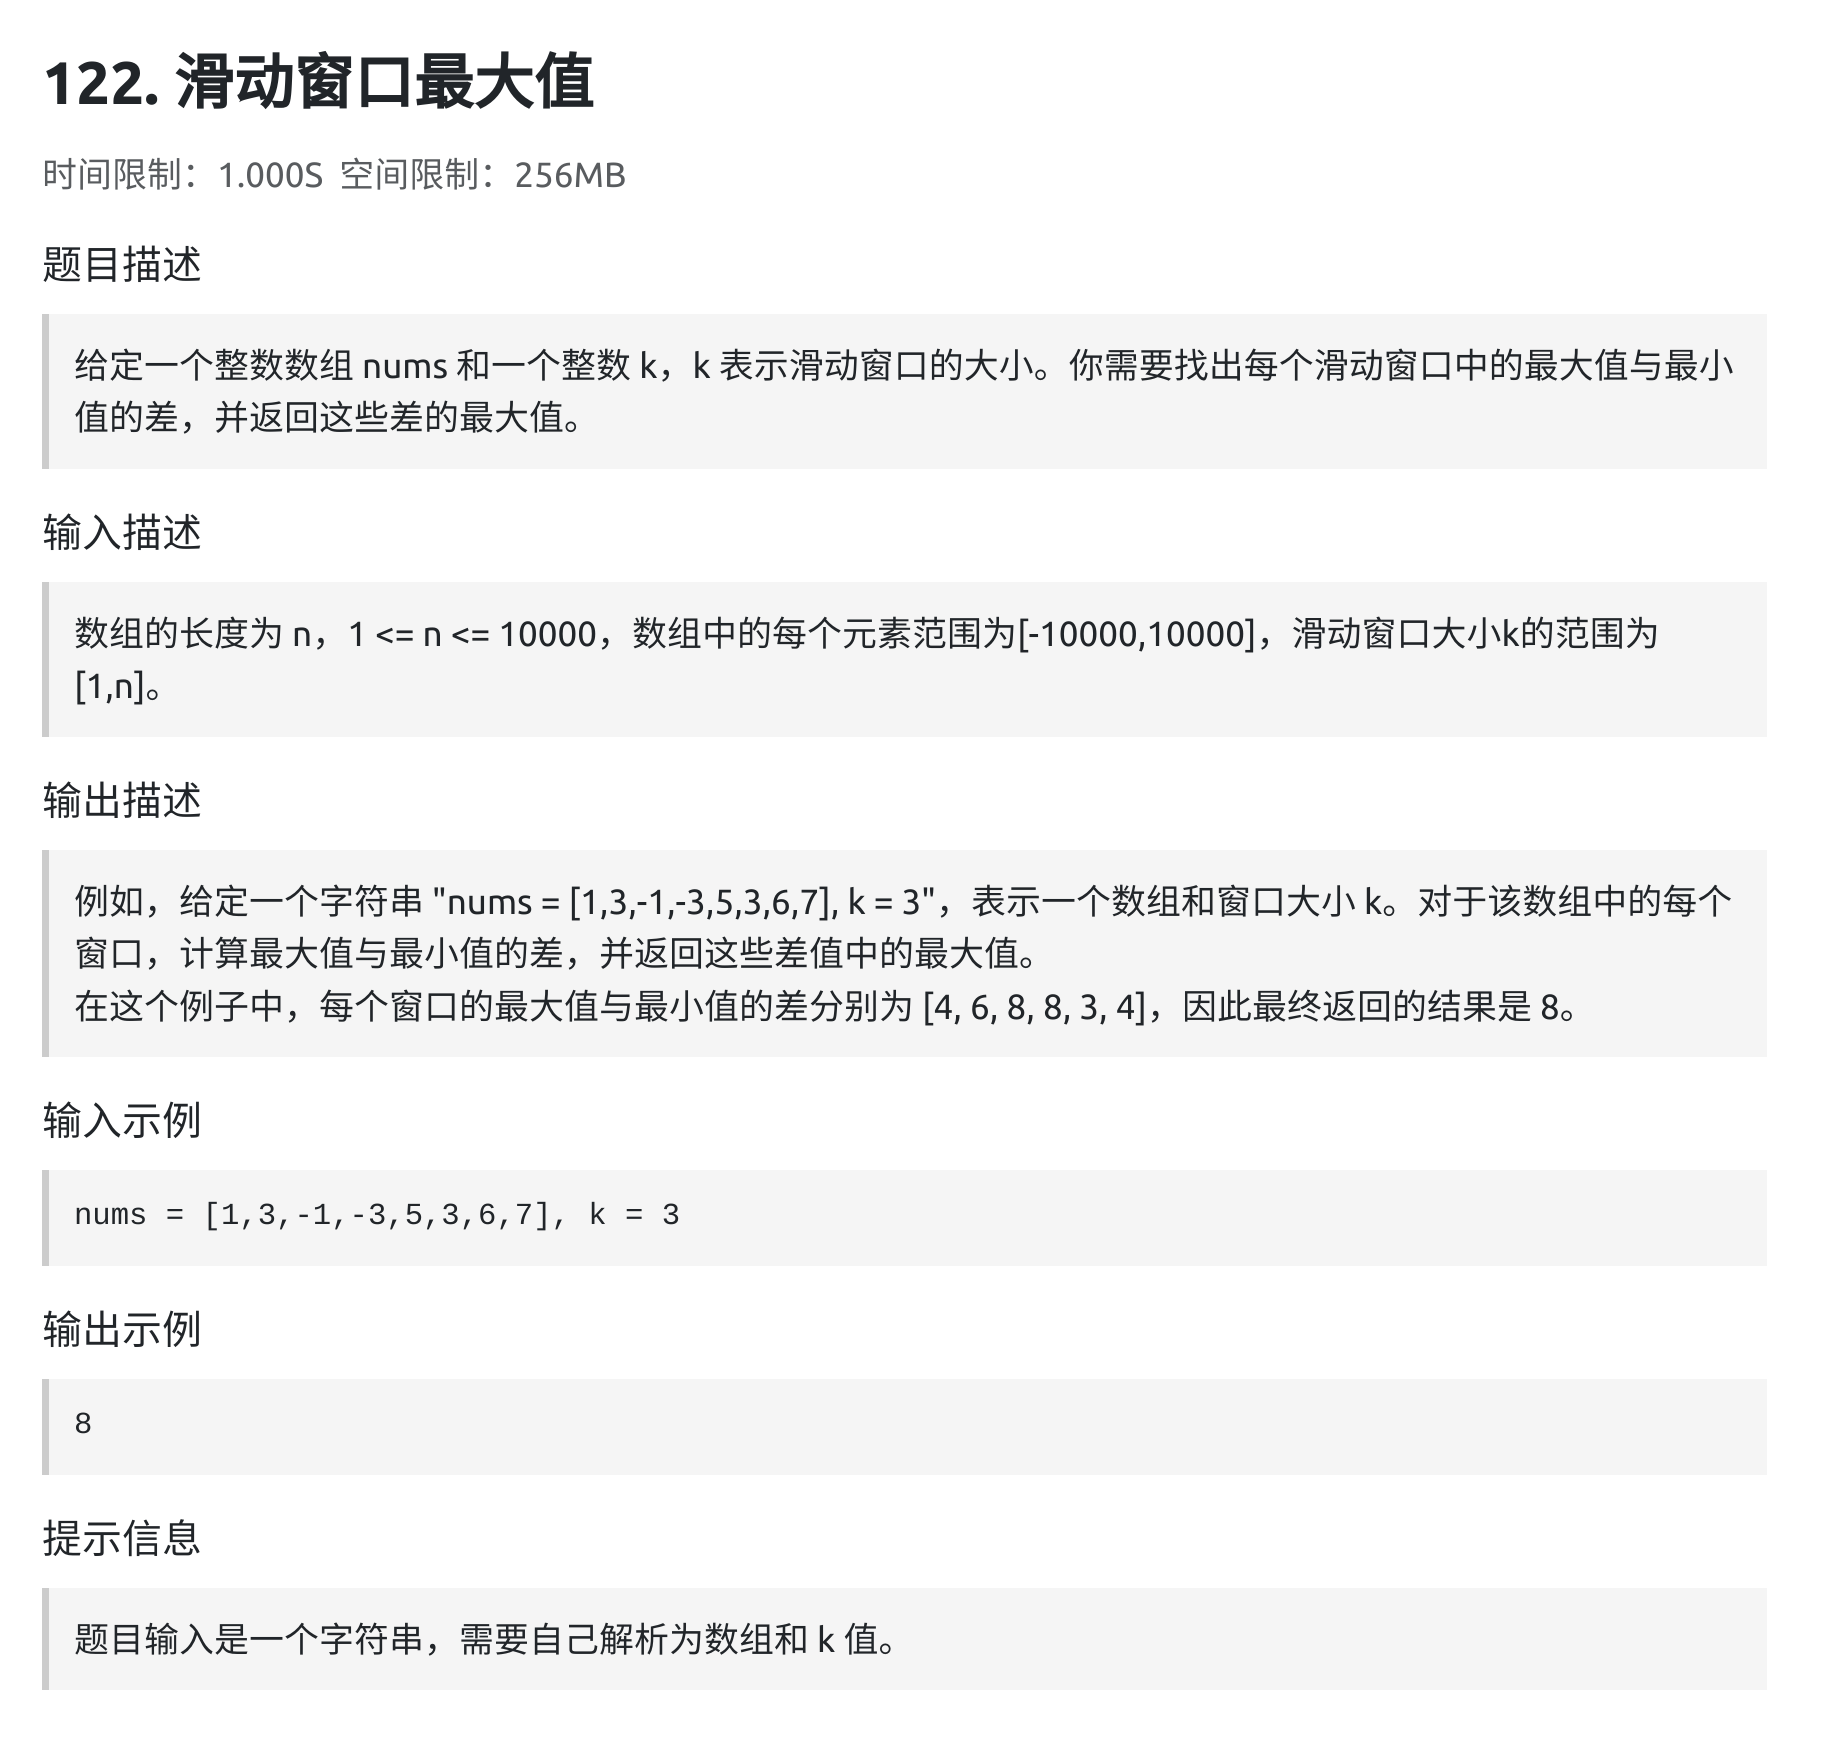 122. 滑动窗口最大值
时间限制：1.000S 空间限制：256MB
题目描述
给定一个整数数组 nums 和一个整数 k，k 表示滑动窗口的大小。你需要找出每个滑动窗口中的最大值与最小
值的差，并返回这些差的最大值。
输入描述
数组的长度为 n，1 <= n <= 10000，数组中的每个元素范围为[-10000,10000]，滑动窗口大小k的范围为
[1,n]。
输出描述
例如，给定一个字符串 "nums = [1,3,-1,-3,5,3,6,7], k = 3"，表示一个数组和窗口大小 k。对于该数组中的每个
窗口，计算最大值与最小值的差，并返回这些差值中的最大值。
在这个例子中，每个窗口的最大值与最小值的差分别为 [4, 6, 8, 8, 3, 4]，因此最终返回的结果是 8。
输入示例
nums = [1,3,-1,-3,5,3,6,7], k = 3
输出示例
8
提示信息
题目输入是一个字符串，需要自己解析为数组和 k 值。